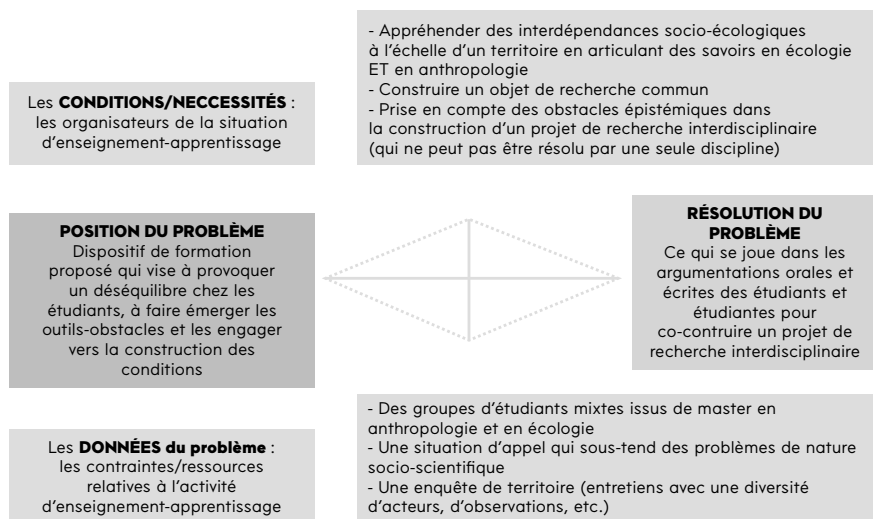 - Appréhender des interdépendances socio-écologiques
à l'échelle d'un territoire en articulant des savoirs en écologie
ET en anthropologie
- Construire un objet de recherche commun
- Prise en compte des obstacles épistémiques dans
la construction d'un projet de recherche interdisciplinaire
(qui ne peut pas être résolu par une seule discipline)
Les CONDITIONS/NECCESSITÉS :
les organisateurs de la situation
d'enseignement-apprentissage
POSITION DU PROBLÈME
Dispositif de formation
proposé qui vise à provoquer
un déséquilibre chez les
étudiants, à faire émerger les
outils-obstacles et les engager
vers la construction des
conditions
RÉSOLUTION DU
PROBLÈME
Ce qui se joue dans les
argumentations orales et
écrites des étudiants et
étudiantes pour
co-contruire un projet de
recherche interdisciplinaire
Les DONNÉES du problème :
les contraintes/ressources
relatives à l'activité
d'enseignement-apprentissage
- Des groupes d'étudiants mixtes issus de master en
anthropologie et en écologie
- Une situation d'appel qui sous-tend des problèmes de nature
socio-scientifique
- Une enquête de territoire (entretiens avec une diversité
d'acteurs, d'observations, etc.)